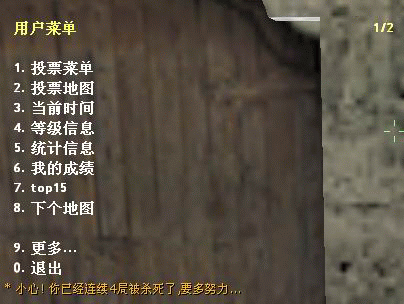 用户菜单 1/2
1. 投票菜单
2. 投票地图
3. 当前时间
4. 等级信息
5. 统计信息
6. 我的成绩
7. top15
8. 下个地图
9. 更多...
0. 退出
* 小心! 你已经连续4局被杀死了,要多努力...